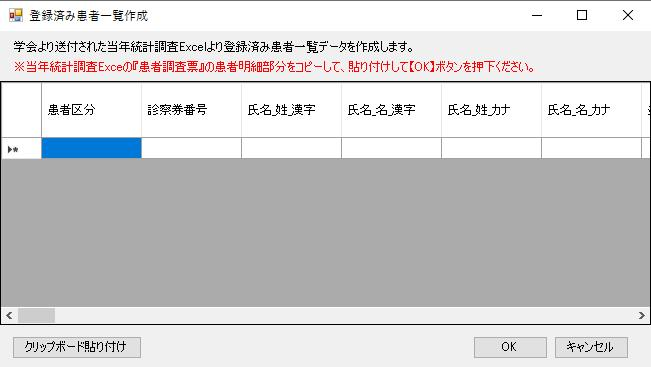 登録済み患者一覧作成
学会より送付された当年統計調査Excelより登録済み患者一覧データを作成します。
※当年統計調査Exceの『患者調査票』の患者明細部分をコピーして、貼り付けして【OK】ボタンを押下ください。
患者区分 診察券番号 氏名_姓_漢字 氏名_名_漢字 氏名_姓_カナ 氏名_名_カナ
クリップボード貼り付け OK キャンセル